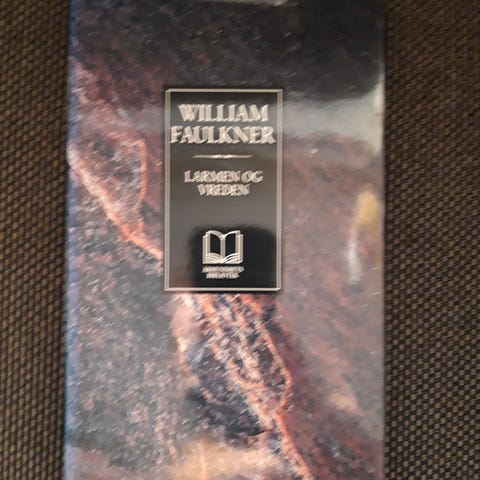 WILLIAM
FAULKNER
LARMEN OG
VREDEN